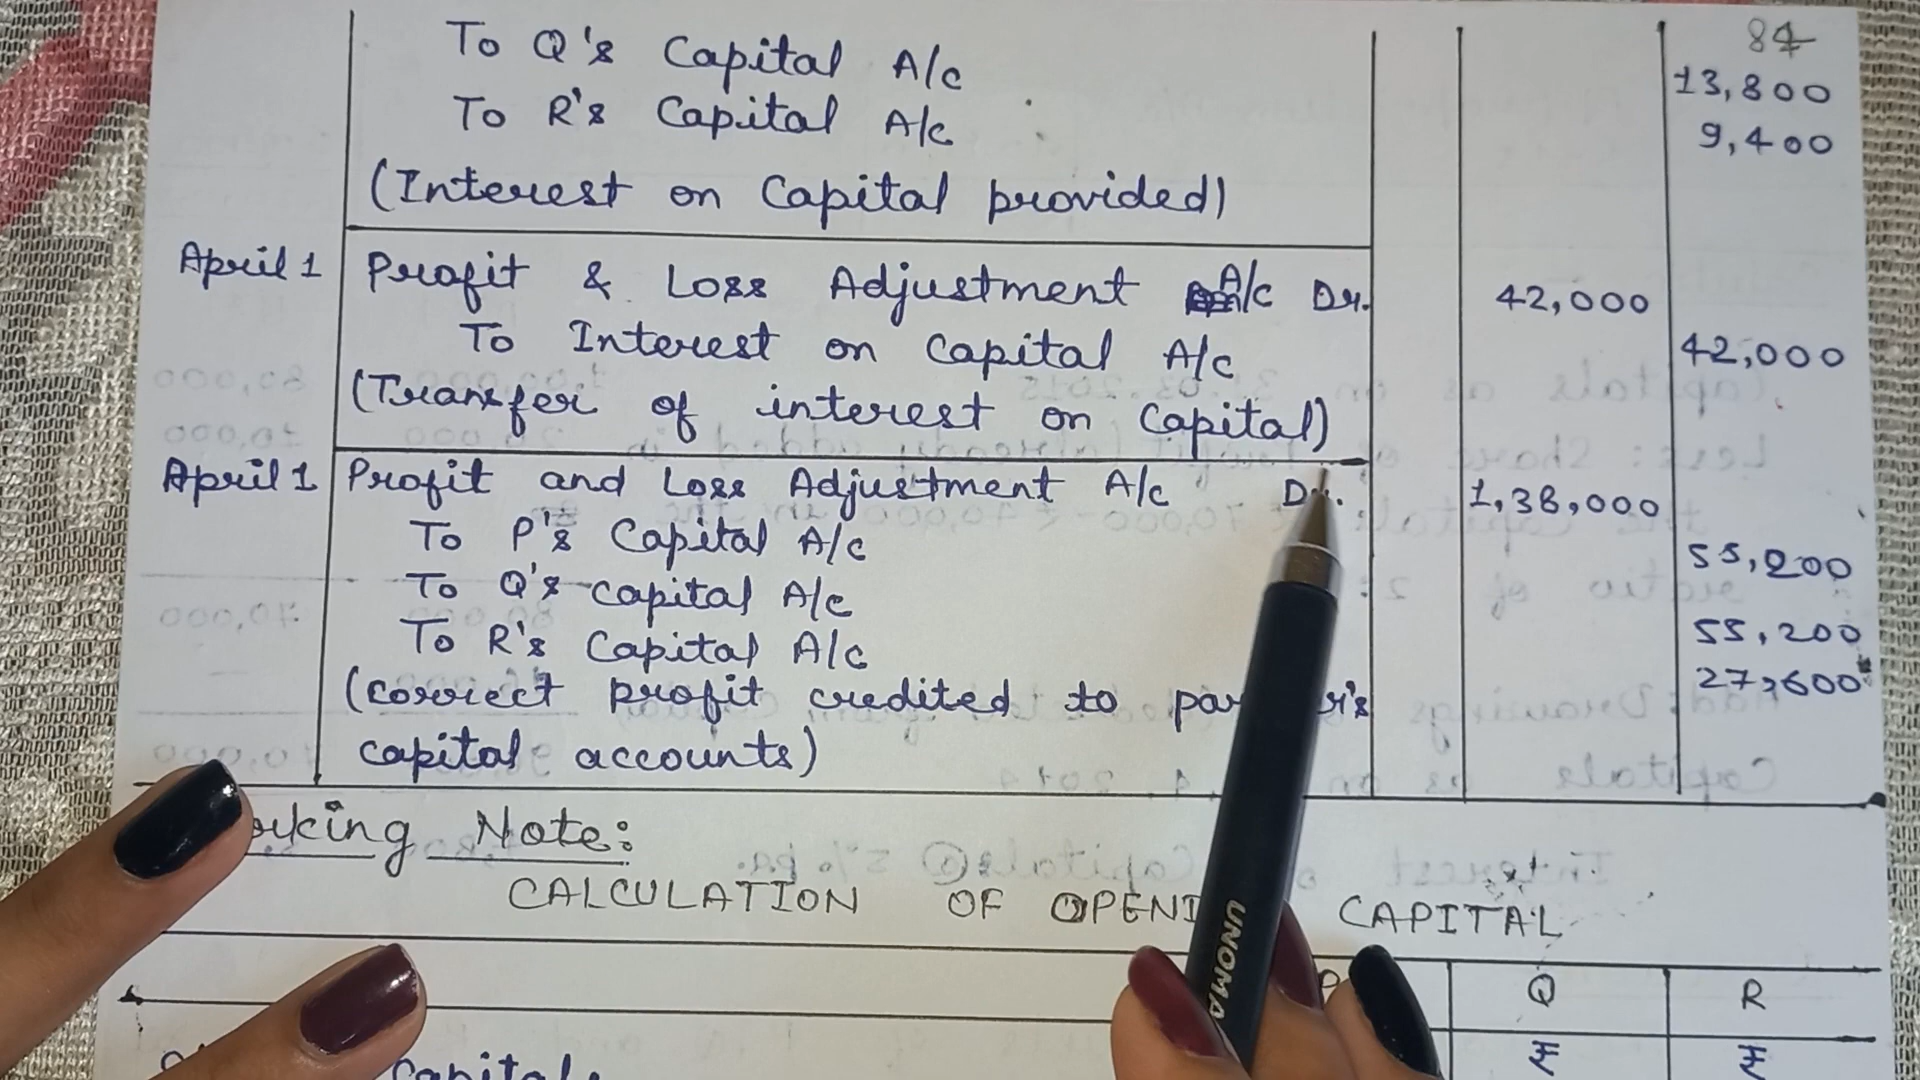 84
To Q's Capital A/c 13,800
To R's Capital A/c 9,400
(Interest on Capital provided)
April 1 Profit & Loss Adjustment A/c Dr. 42,000
To Interest on Capital A/c 42,000
(Transfer of interest on Capital)
April 1 Profit and Loss Adjustment A/c Dr. 1,38,000
To P's Capital A/c 55,200
To Q's Capital A/c 55,200
To R's Capital A/c 27,600
(correct profit credited to
capital accounts)
Note:
CALCULATION OF CAPITAL
P Q R
₹ ₹
UNOMA